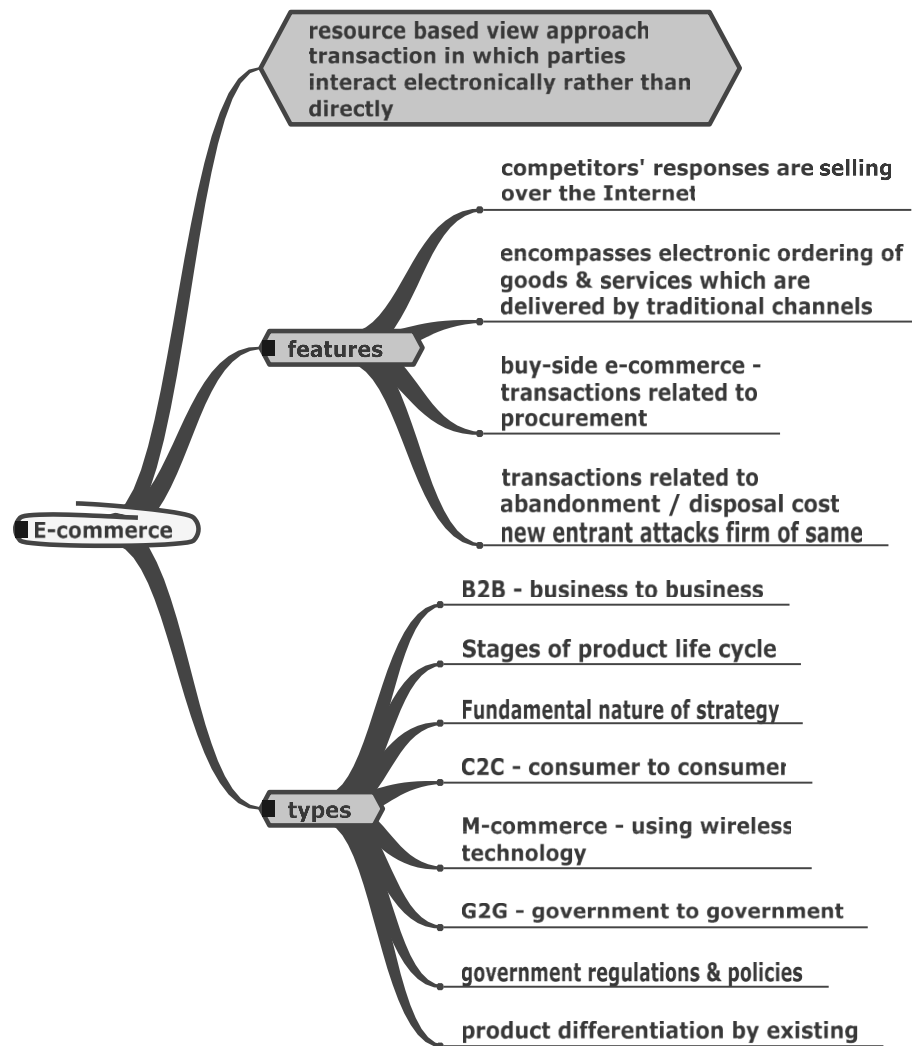 resource based view approach
transaction in which parties
interact electronically rather than
directly
competitors' responses are selling
over the Internet
encompasses electronic ordering of
goods & services which are
delivered by traditional channels
features
buy-side e-commerce -
transactions related to
procurement
transactions related to
abandonment / disposal cost
new entrant attacks firm of same
E-commerce
B2B - business to business
Stages of product life cycle
Fundamental nature of strategy
C2C - consumer to consumer
types
M-commerce - using wireless
technology
G2G - government to government
government regulations & policies
product differentiation by existing